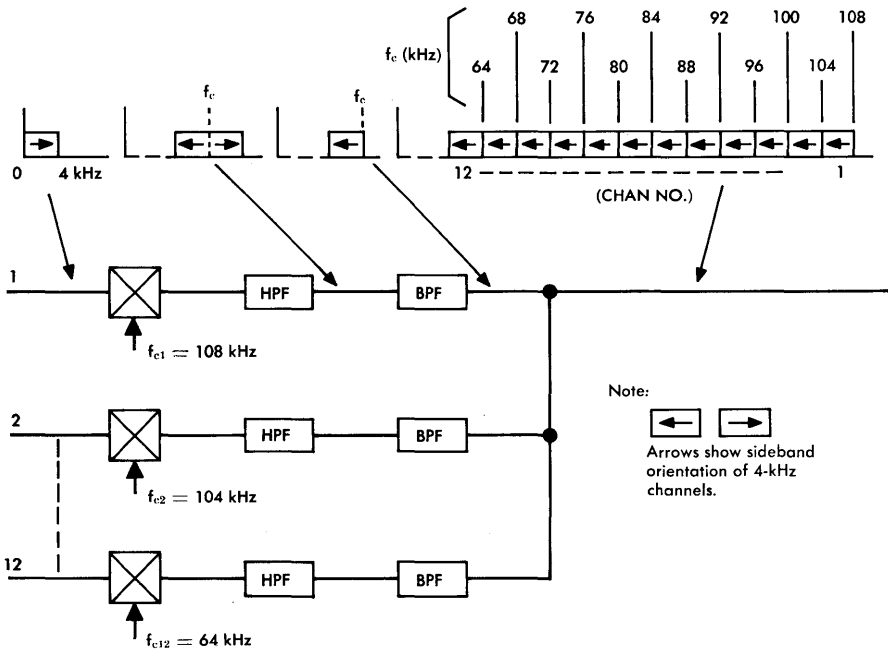 68 76 84 92 100 108
f_c (kHz)
64 72 80 88 96 104
f_c
f_c
0 4 kHz
12 1
(CHAN NO.)
1
HPF
BPF
f_c1 = 108 kHz
2
HPF
BPF
f_c2 = 104 kHz
12
HPF
BPF
f_c12 = 64 kHz
Note:
Arrows show sideband
orientation of 4-kHz
channels.